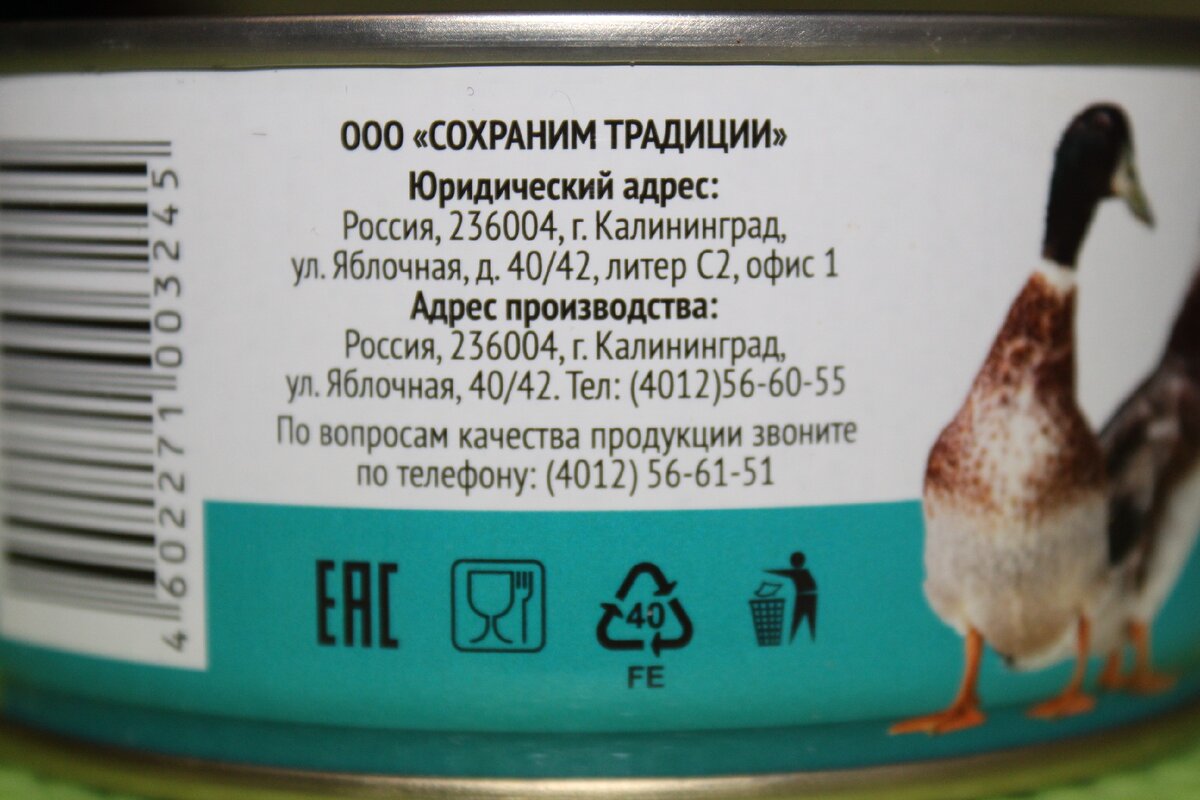 ООО «СОХРАНИМ ТРАДИЦИИ»
Юридический адрес:
Россия, 236004, г. Калининград,
ул. Яблочная, д. 40/42, литер С2, офис 1
Адрес производства:
Россия, 236004, г. Калининград,
ул. Яблочная, 40/42. Тел: (4012)56-60-55
По вопросам качества продукции звоните
по телефону: (4012) 56-61-51
4 602271 003245
ЕАС
40
FE